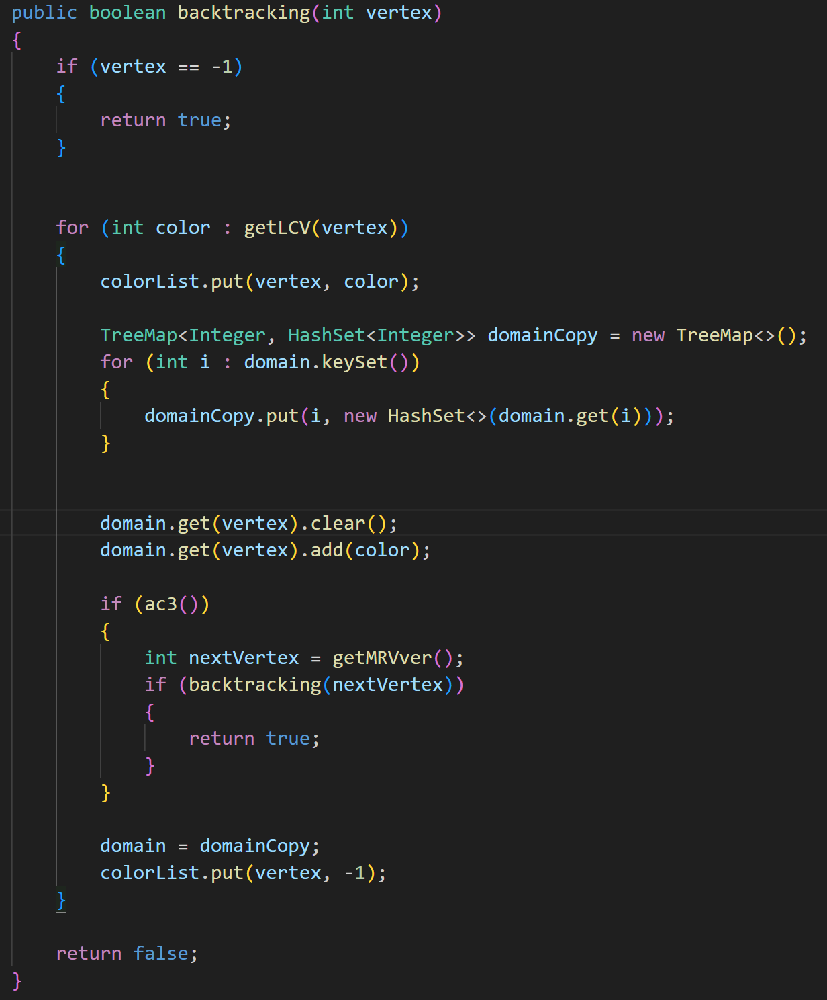 public boolean backtracking(int vertex)
{
    if (vertex == -1)
    {
        return true;
    }
    for (int color : getLCV(vertex))
    {
        colorList.put(vertex, color);
        TreeMap<Integer, HashSet<Integer>> domainCopy = new TreeMap<>();
        for (int i : domain.keySet())
        {
            domainCopy.put(i, new HashSet<>(domain.get(i)));
        }
        domain.get(vertex).clear();
        domain.get(vertex).add(color);
        if (ac3())
        {
            int nextVertex = getMRVver();
            if (backtracking(nextVertex))
            {
                return true;
            }
        }
        domain = domainCopy;
        colorList.put(vertex, -1);
    }
    return false;
}